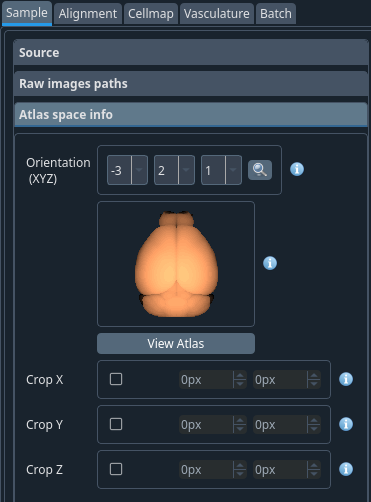 Sample Alignment Cellmap Vasculature Batch
Source
Raw images paths
Atlas space info
Orientation
(XYZ)
-3 2 1
View Atlas
Crop X 0px 0px
Crop Y 0px 0px
Crop Z 0px 0px